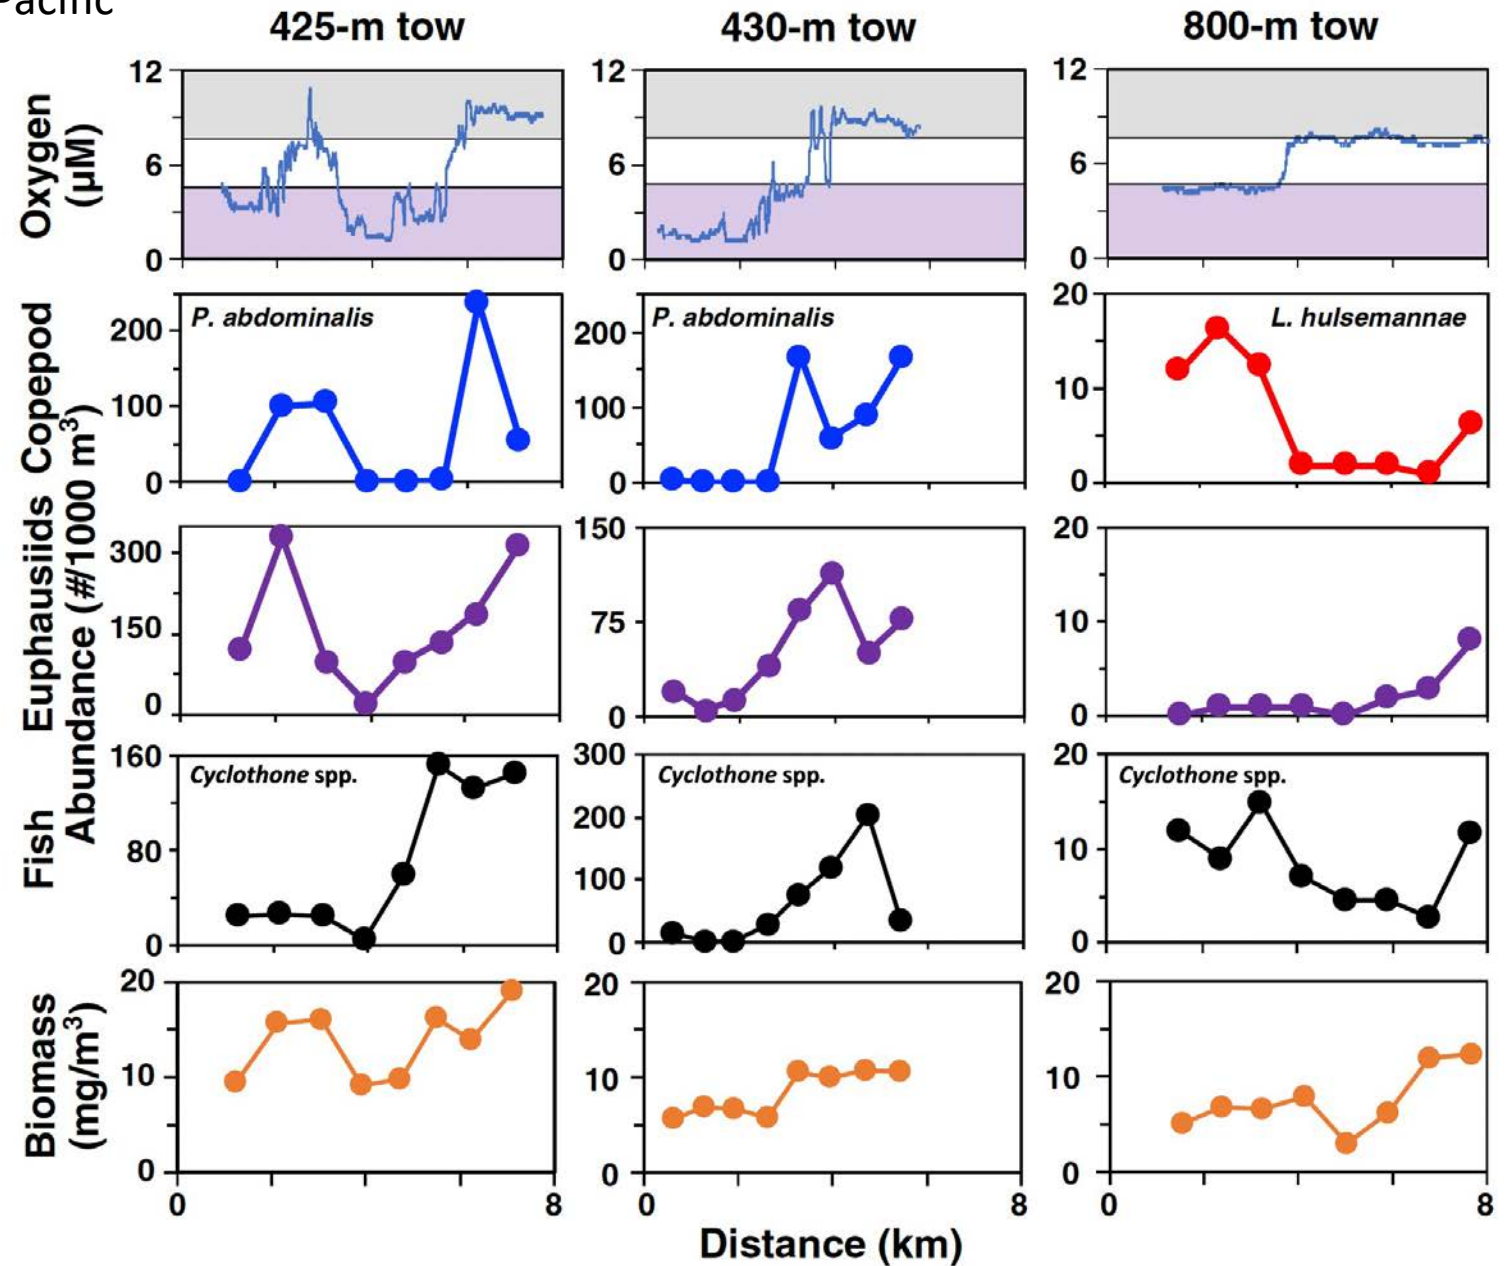 Pacific
425-m tow 430-m tow 800-m tow
Oxygen
(µM)
12
6
0
12
6
0
12
6
0
Copepod
Euphausiids
Fish
Abundance (#/1000 m³)
P. abdominalis
200
100
0
P. abdominalis
200
100
0
L. hulsemannae
20
10
0
300
150
0
150
75
0
20
10
0
Cyclothone spp.
160
80
0
Cyclothone spp.
300
200
100
0
Cyclothone spp.
20
10
0
Biomass
(mg/m³)
20
10
0
20
10
0
20
10
0
0 8 0 8 0 8
Distance (km)